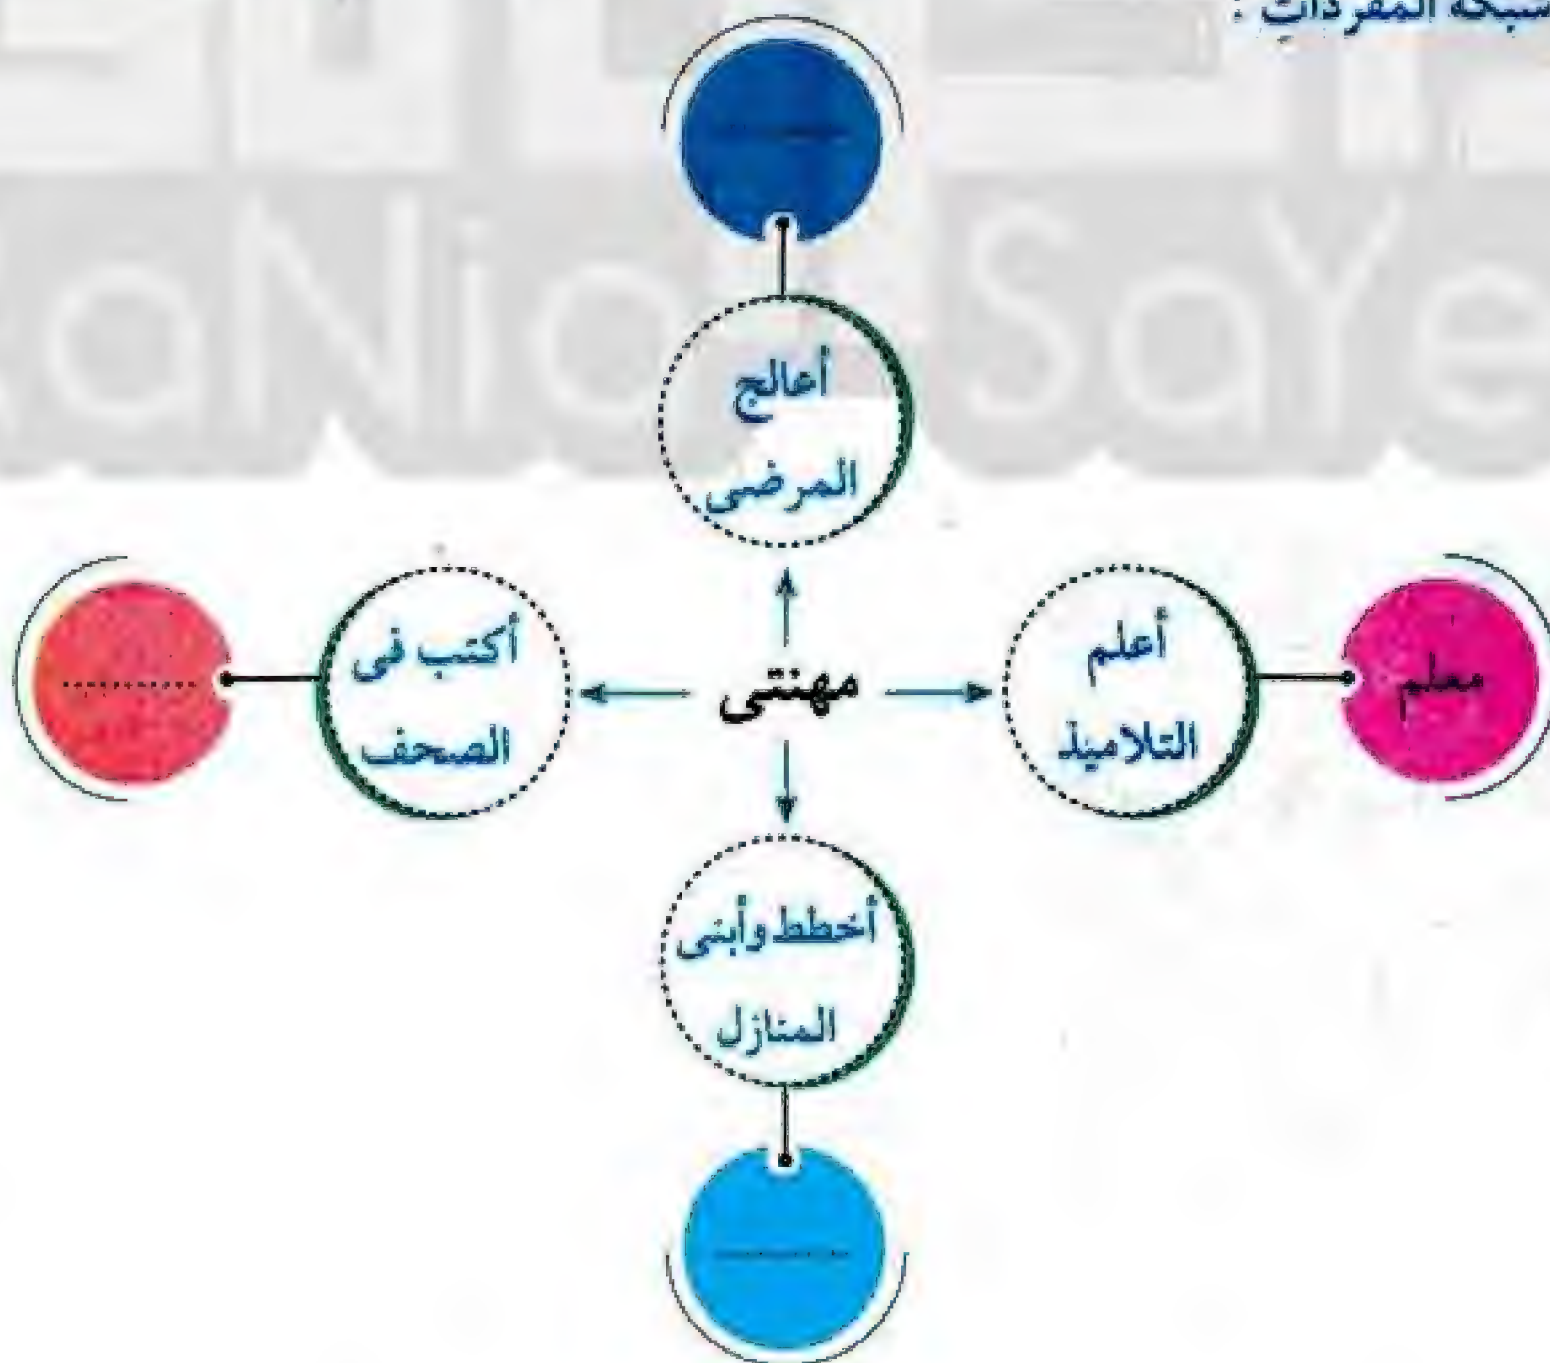 شبكة المفردات :
أعالج
المرضى
أعلم
التلاميذ
معلم
مهنتى
أكتب فى
الصحف
أخطط وأبنى
المنازل